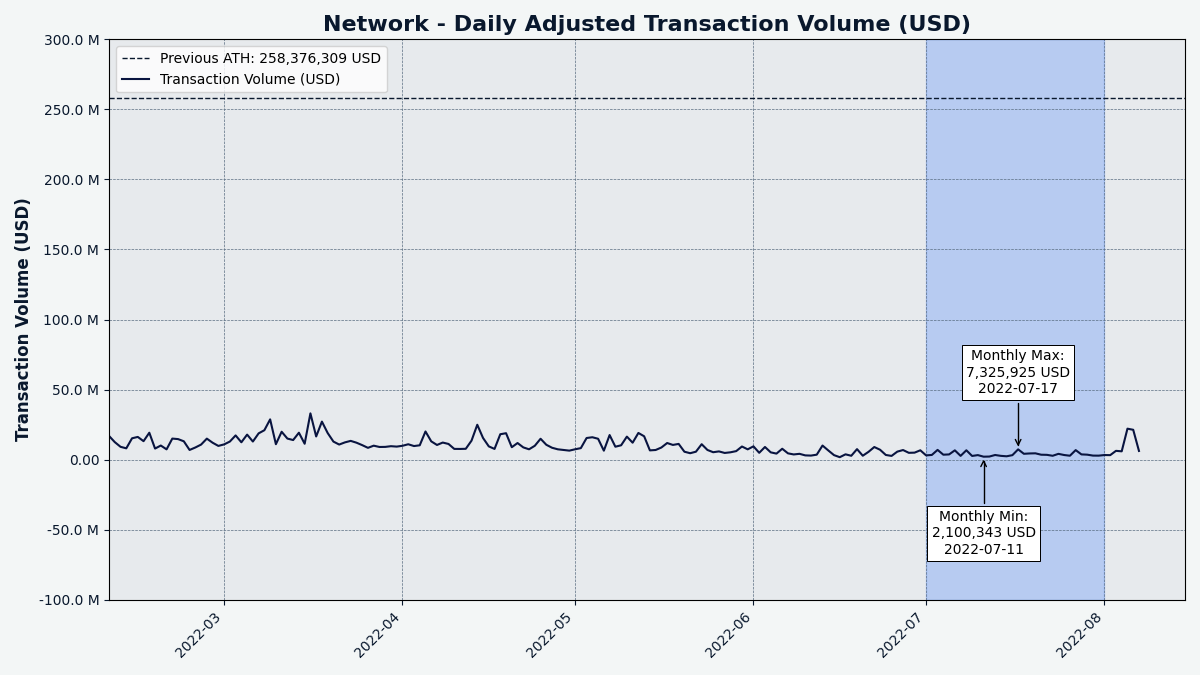 Network - Daily Adjusted Transaction Volume (USD)
Previous ATH: 258,376,309 USD
Transaction Volume (USD)
Transaction Volume (USD)
300.0 M
250.0 M
200.0 M
150.0 M
100.0 M
50.0 M
0.00
-50.0 M
-100.0 M
Monthly Max:
7,325,925 USD
2022-07-17
Monthly Min:
2,100,343 USD
2022-07-11
2022-03
2022-04
2022-05
2022-06
2022-07
2022-08